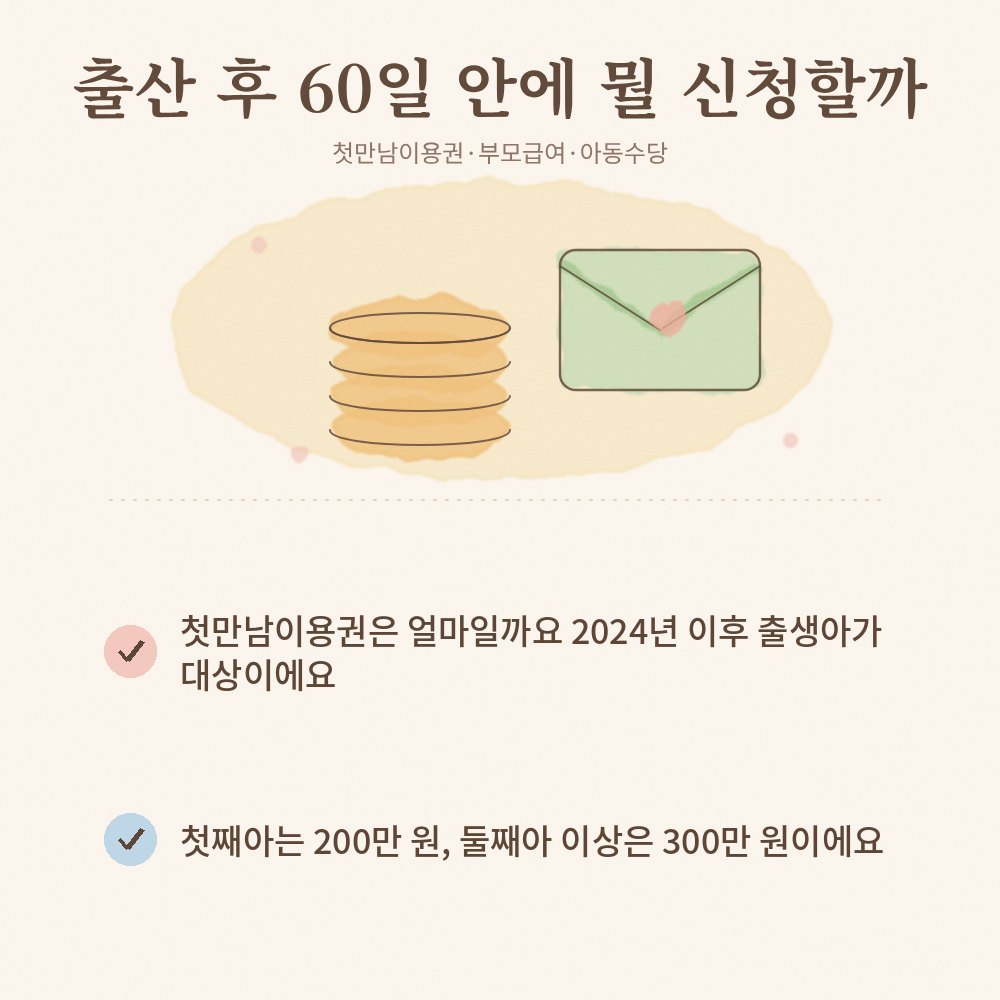 출산 후 60일 안에 뭘 신청할까
첫만남이용권·부모급여·아동수당
첫만남이용권은 얼마일까요 2024년 이후 출생아가
대상이에요
첫째아는 200만 원, 둘째아 이상은 300만 원이에요